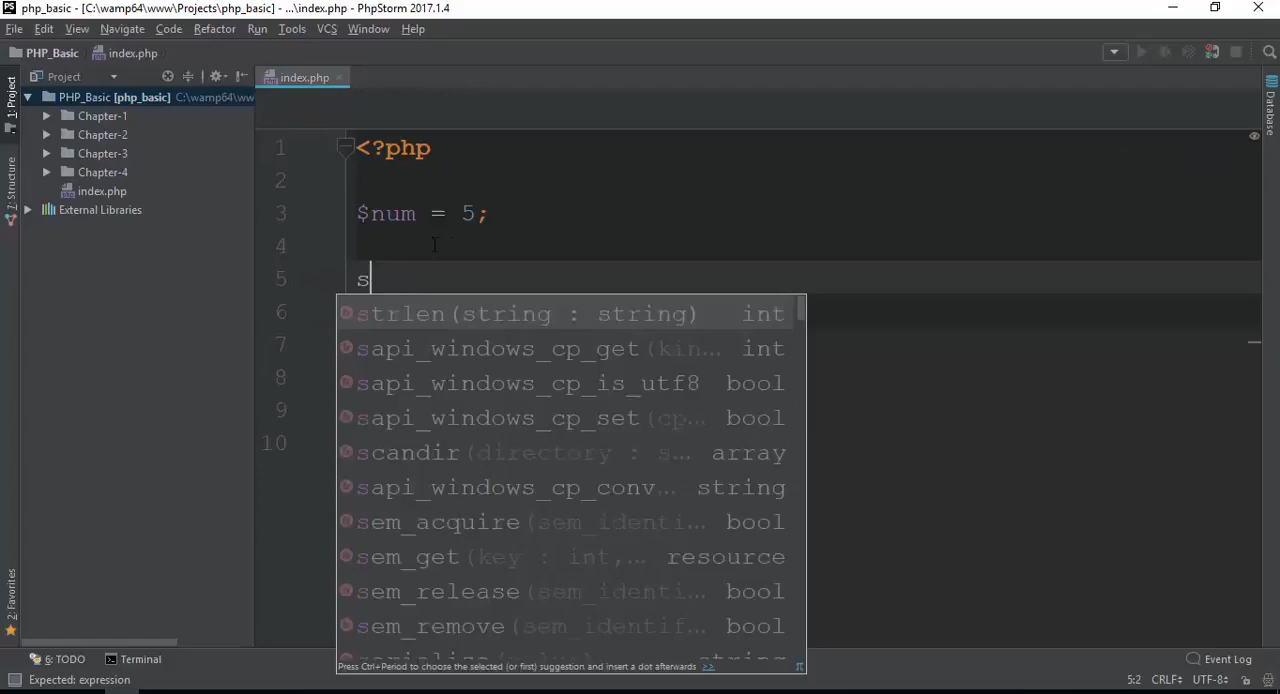 php_basic - [C:\wamp64\www\Projects\php_basic] - ...\index.php - PhpStorm 2017.1.4
File Edit View Navigate Code Refactor Run Tools VCS Window Help
PHP_Basic index.php
Project
index.php
1: Project
7: Structure
2: Favorites
Database
PHP_Basic [php_basic] C:\wamp64\www
Chapter-1
Chapter-2
Chapter-3
Chapter-4
index.php
External Libraries
1 <?php
2
3 $num = 5;
4
5 s
6
7
8
9
10
strlen(string : string) int
sapi_windows_cp_get(kin... int
sapi_windows_cp_is_utf8 bool
sapi_windows_cp_set(cp... bool
scandir(directory : s... array
sapi_windows_cp_conv... string
sem_acquire(sem_identi... bool
sem_get(key : int,... resource
sem_release(sem_identi... bool
sem_remove(sem_identif... bool
Press Ctrl+Period to choose the selected (or first) suggestion and insert a dot afterwards >>
6: TODO Terminal Event Log
Expected: expression 5:2 CRLF UTF-8